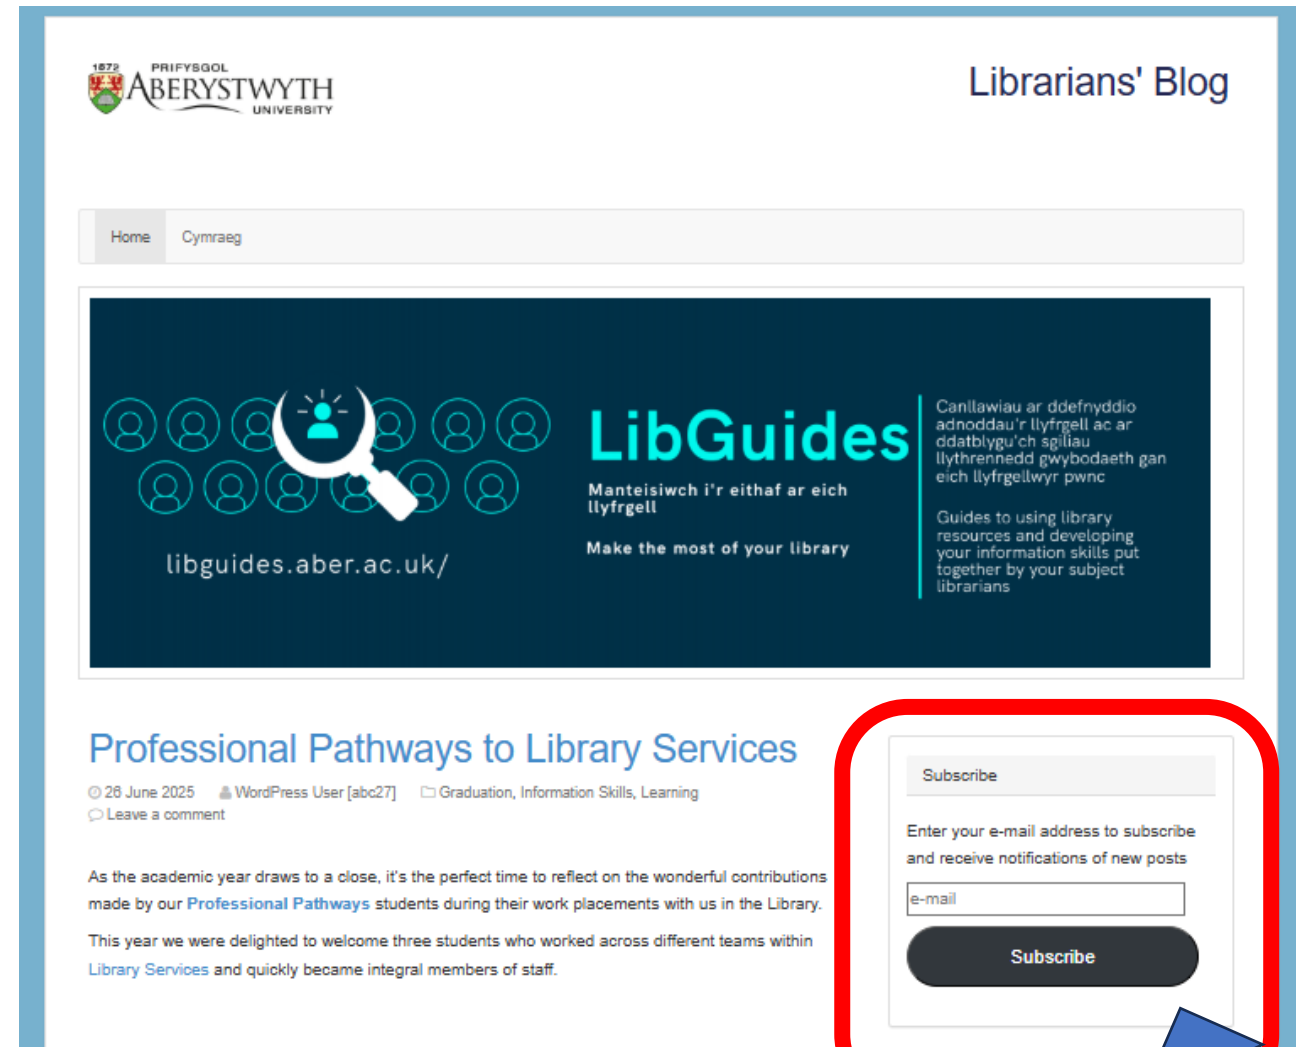 1872 PRIFYSGOL
ABERYSTWYTH
UNIVERSITY
Librarians' Blog
Home Cymraeg
libguides.aber.ac.uk/
LibGuides
Manteisiwch i'r eithaf ar eich
llyfrgell
Make the most of your library
Canllawiau ar ddefnyddio
adnoddau'r llyfrgell ac ar
ddatblygu'ch sgiliau
llythrennedd gwybodaeth gan
eich llyfrgellwyr pwnc
Guides to using library
resources and developing
your information skills put
together by your subject
librarians
Professional Pathways to Library Services
26 June 2025 WordPress User [abc27] Graduation, Information Skills, Learning
Leave a comment
As the academic year draws to a close, it's the perfect time to reflect on the wonderful contributions
made by our Professional Pathways students during their work placements with us in the Library.
This year we were delighted to welcome three students who worked across different teams within
Library Services and quickly became integral members of staff.
Subscribe
Enter your e-mail address to subscribe
and receive notifications of new posts
e-mail
Subscribe